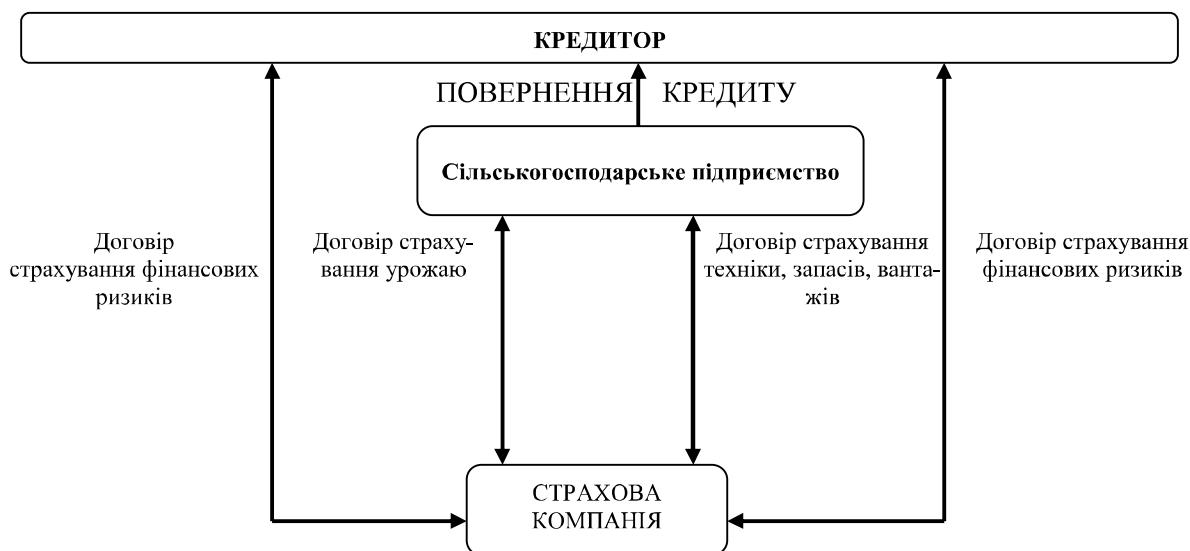 КРЕДИТОР
ПОВЕРНЕННЯ КРЕДИТУ
Сільськогосподарське підприємство
Договір
страхування фінансових
ризиків
Договір страху-
вання урожаю
Договір страхування
техніки, запасів, ванта-
жів
Договір страхування
фінансових ризиків
СТРАХОВА
КОМПАНІЯ